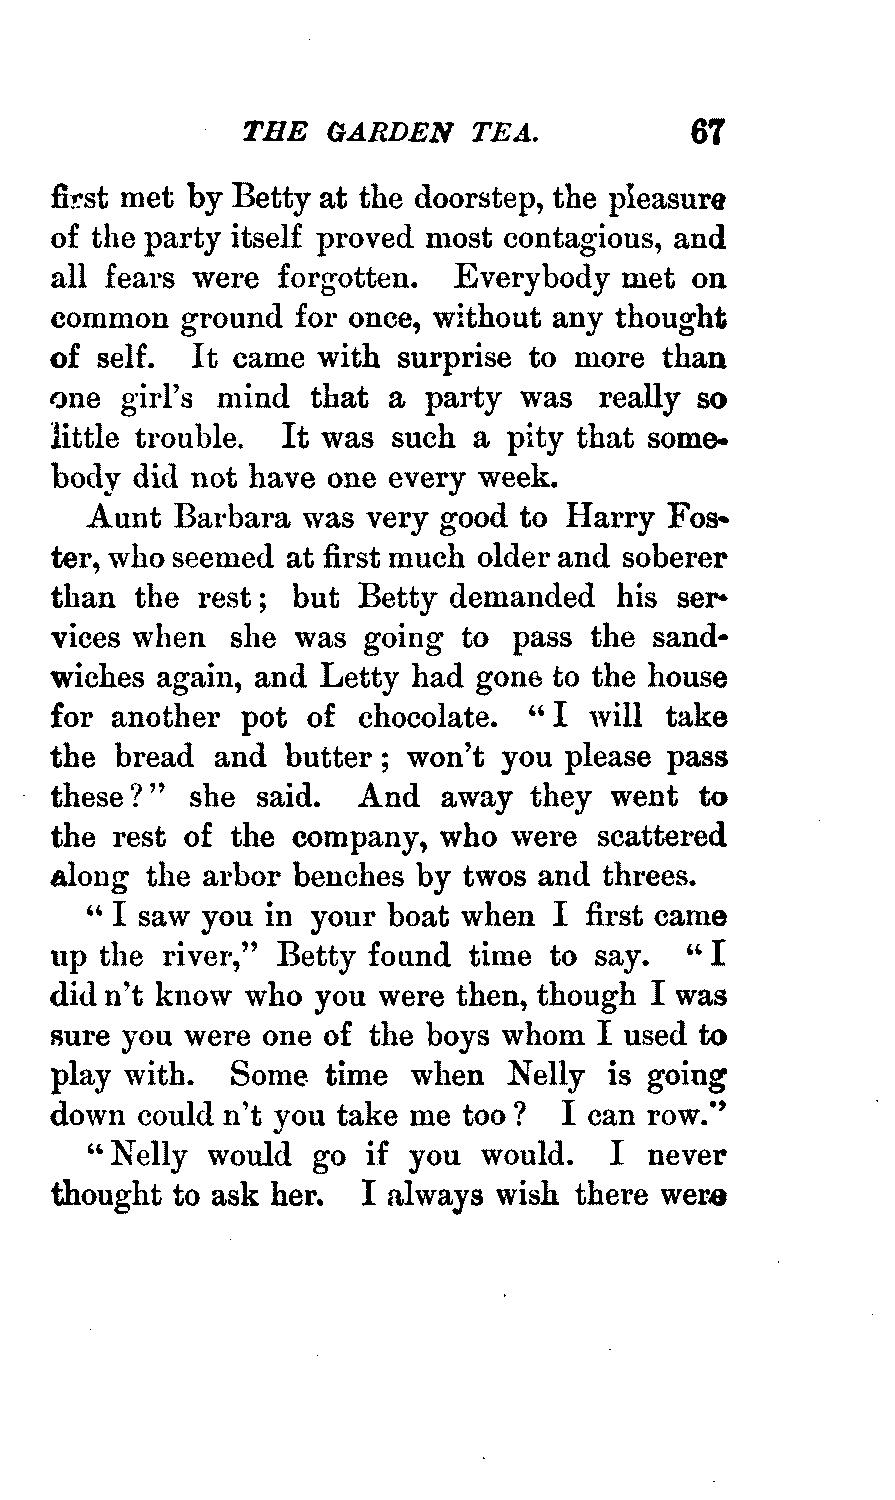 THE GARDEN TEA. 67
first met by Betty at the doorstep, the pleasure
of the party itself proved most contagious, and
all fears were forgotten. Everybody met on
common ground for once, without any thought
of self. It came with surprise to more than
one girl's mind that a party was really so
little trouble. It was such a pity that some-
body did not have one every week.
Aunt Barbara was very good to Harry Fos-
ter, who seemed at first much older and soberer
than the rest; but Betty demanded his ser-
vices when she was going to pass the sand-
wiches again, and Letty had gone to the house
for another pot of chocolate. "I will take
the bread and butter; won't you please pass
these?" she said. And away they went to
the rest of the company, who were scattered
along the arbor benches by twos and threes.
"I saw you in your boat when I first came
up the river," Betty found time to say. "I
did n't know who you were then, though I was
sure you were one of the boys whom I used to
play with. Some time when Nelly is going
down could n't you take me too? I can row."
"Nelly would go if you would. I never
thought to ask her. I always wish there were